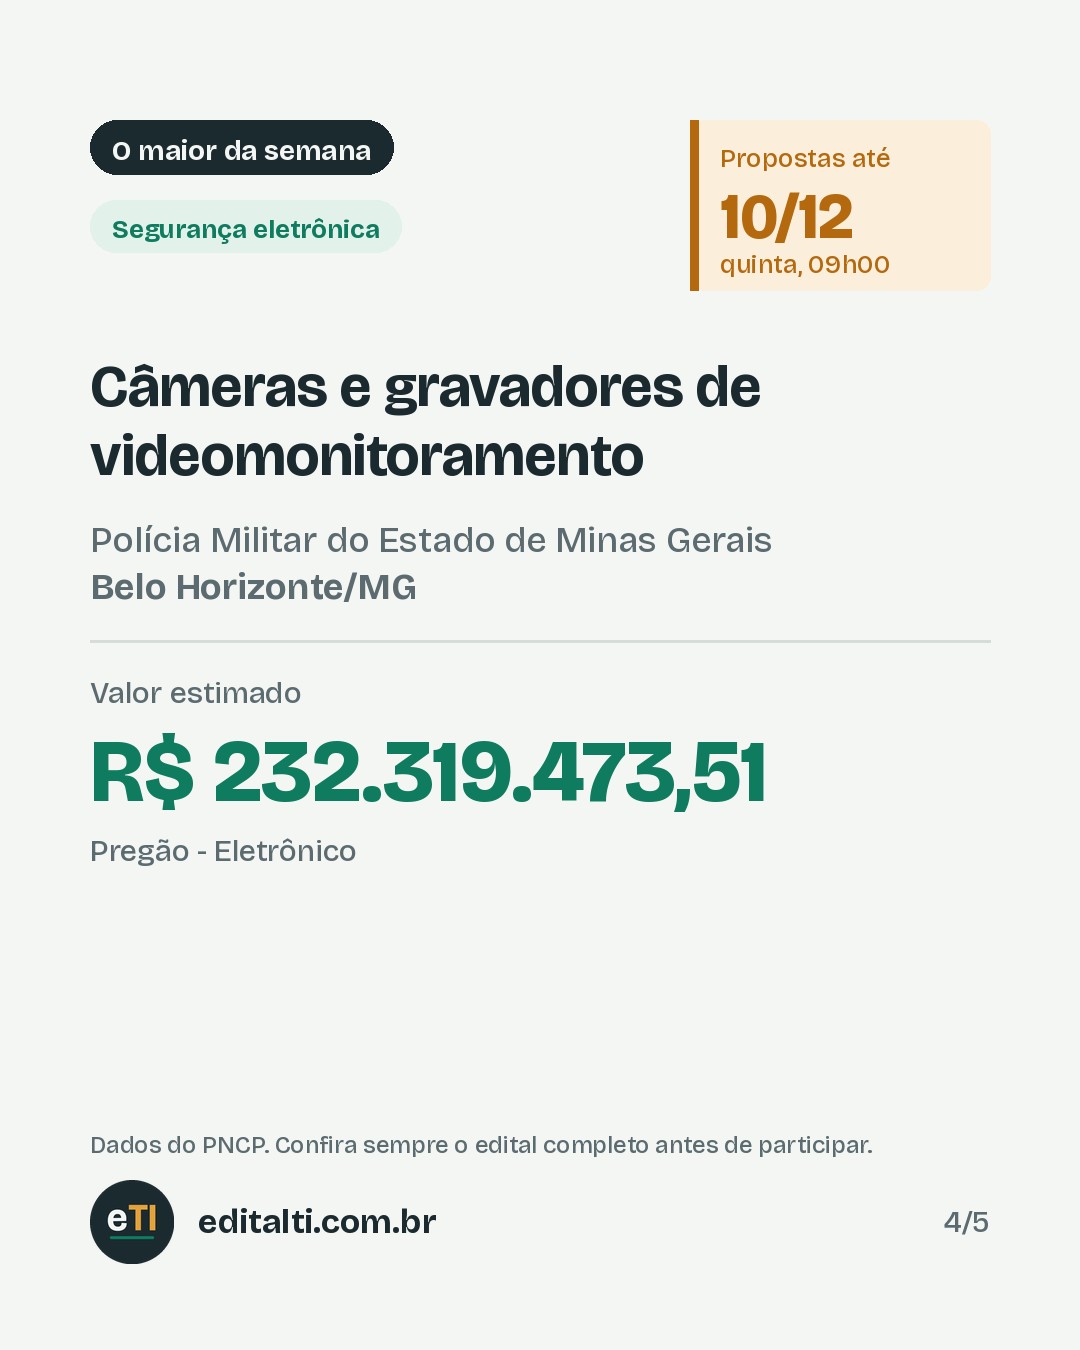 O maior da semana
Segurança eletrônica
Propostas até
10/12
quinta, 09h00
Câmeras e gravadores de
videomonitoramento
Polícia Militar do Estado de Minas Gerais
Belo Horizonte/MG
Valor estimado
R$ 232.319.473,51
Pregão - Eletrônico
Dados do PNCP. Confira sempre o edital completo antes de participar.
eTI
editalti.com.br
4/5